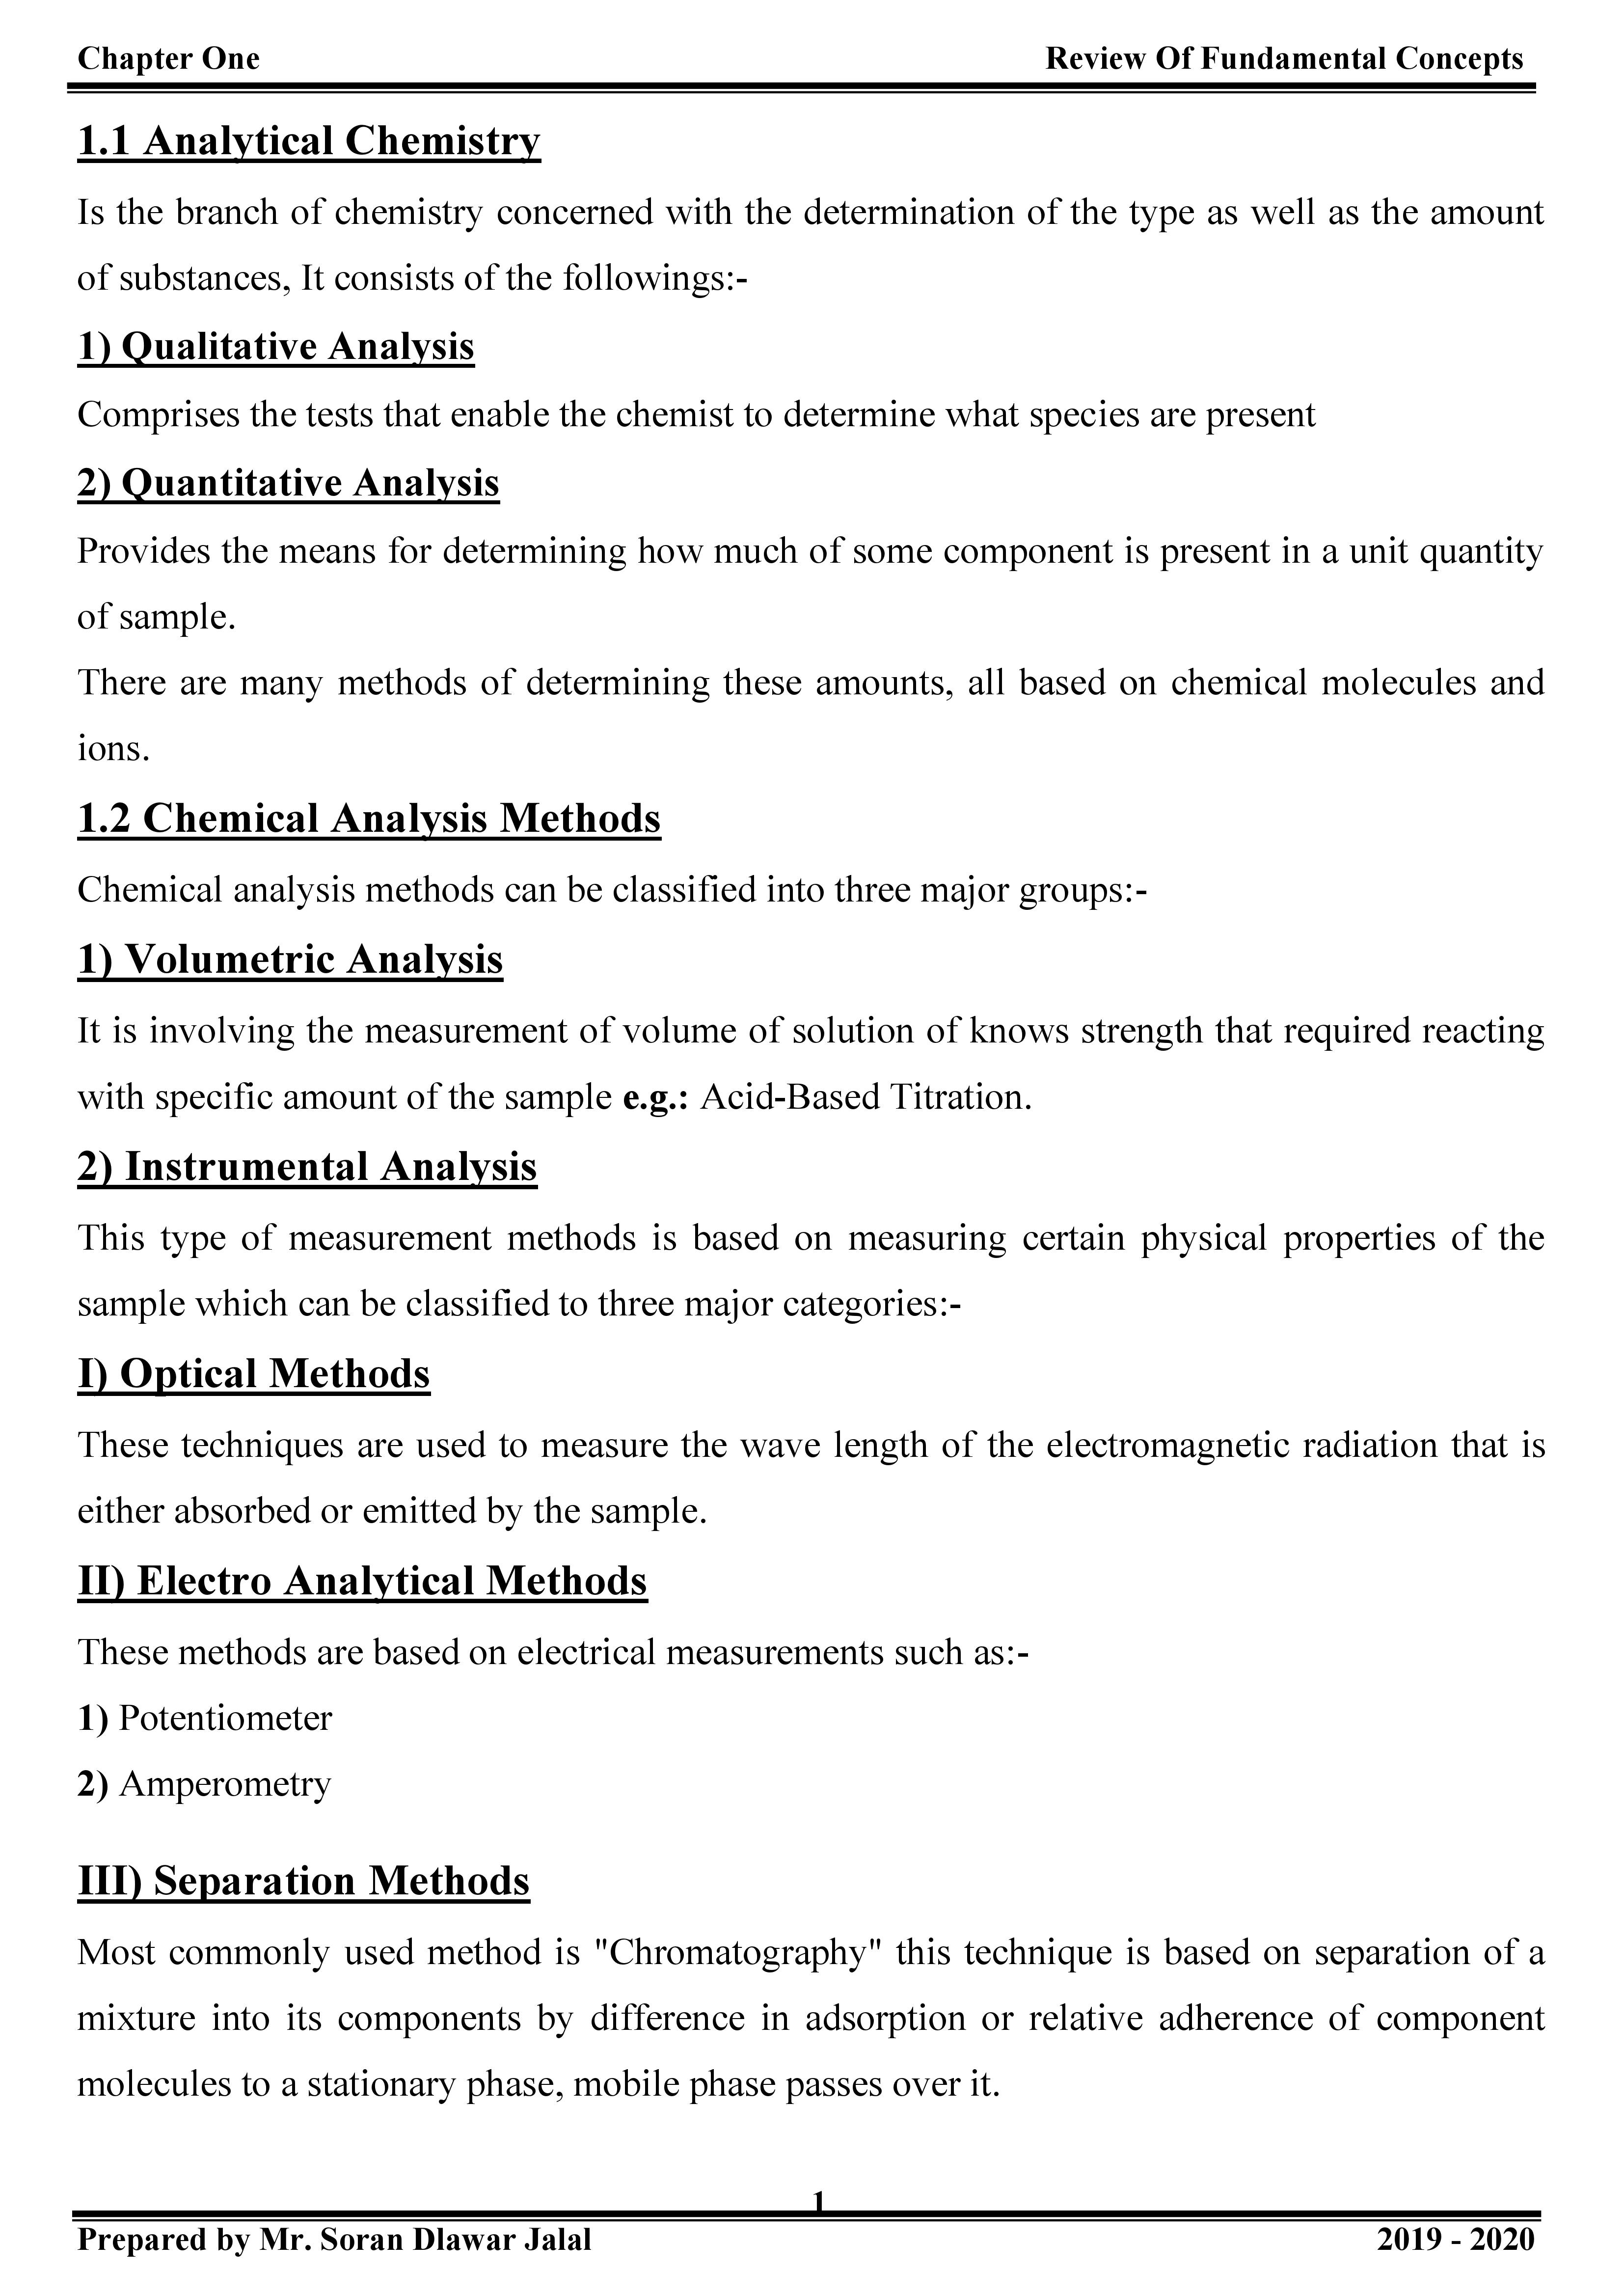 Chapter One Review Of Fundamental Concepts
1.1 Analytical Chemistry
Is the branch of chemistry concerned with the determination of the type as well as the amount
of substances, It consists of the followings:-
1) Qualitative Analysis
Comprises the tests that enable the chemist to determine what species are present
2) Quantitative Analysis
Provides the means for determining how much of some component is present in a unit quantity
of sample.
There are many methods of determining these amounts, all based on chemical molecules and
ions.
1.2 Chemical Analysis Methods
Chemical analysis methods can be classified into three major groups:-
1) Volumetric Analysis
It is involving the measurement of volume of solution of knows strength that required reacting
with specific amount of the sample e.g.: Acid-Based Titration.
2) Instrumental Analysis
This type of measurement methods is based on measuring certain physical properties of the
sample which can be classified to three major categories:-
I) Optical Methods
These techniques are used to measure the wave length of the electromagnetic radiation that is
either absorbed or emitted by the sample.
II) Electro Analytical Methods
These methods are based on electrical measurements such as:-
1) Potentiometer
2) Amperometry
III) Separation Methods
Most commonly used method is "Chromatography" this technique is based on separation of a
mixture into its components by difference in adsorption or relative adherence of component
molecules to a stationary phase, mobile phase passes over it.
1
Prepared by Mr. Soran Dlawar Jalal 2019 - 2020